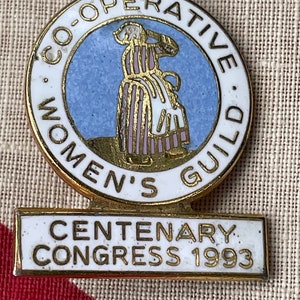 · CO-OPERATIVE ·
WOMEN'S GUILD
CENTENARY
CONGRESS 1993